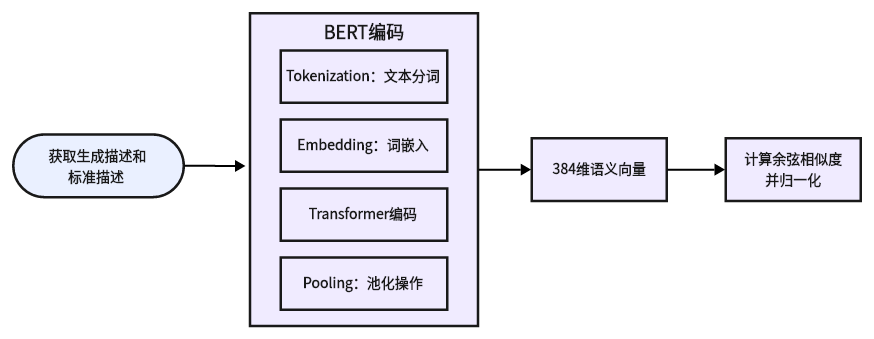 获取生成描述和
标准描述
BERT编码
Tokenization：文本分词
Embedding：词嵌入
Transformer编码
Pooling：池化操作
384维语义向量
计算余弦相似度
并归一化